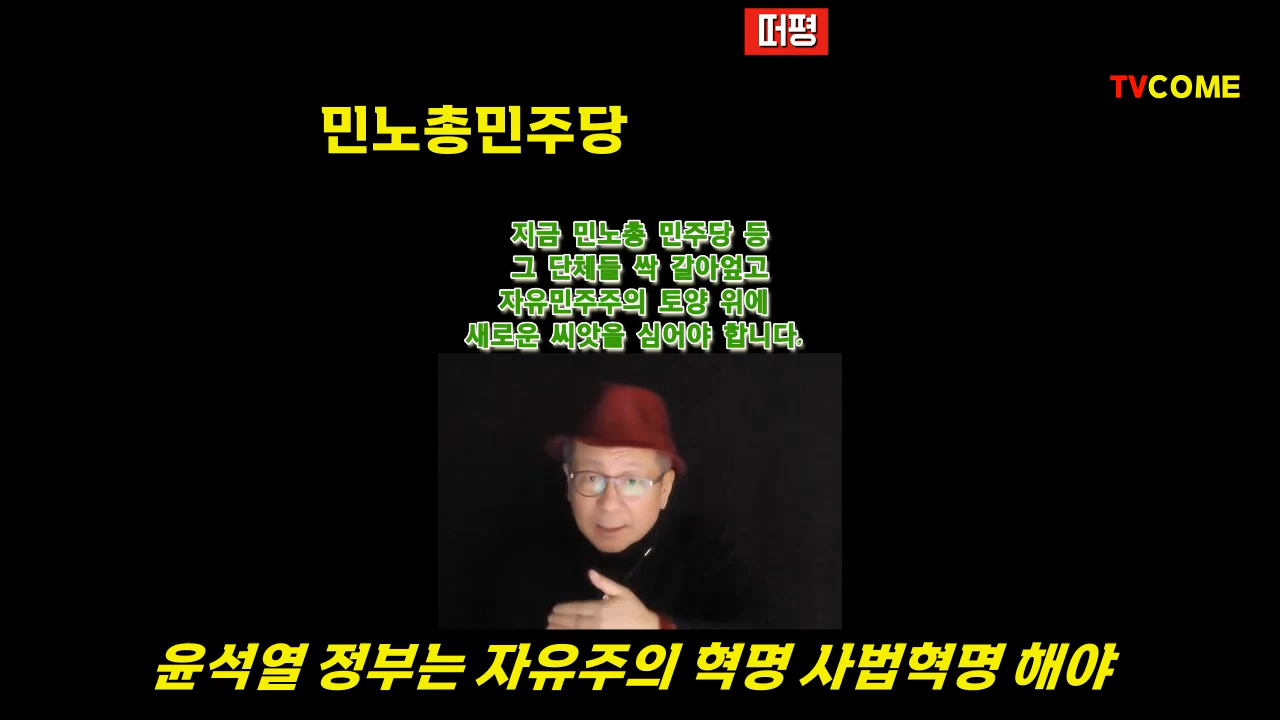 떠평
TVCOME
민노총민주당
지금 민노총 민주당 등
그 단체들 싹 갈아엎고
자유민주주의 토양 위에
새로운 씨앗을 심어야 합니다.
윤석열 정부는 자유주의 혁명 사법혁명 해야